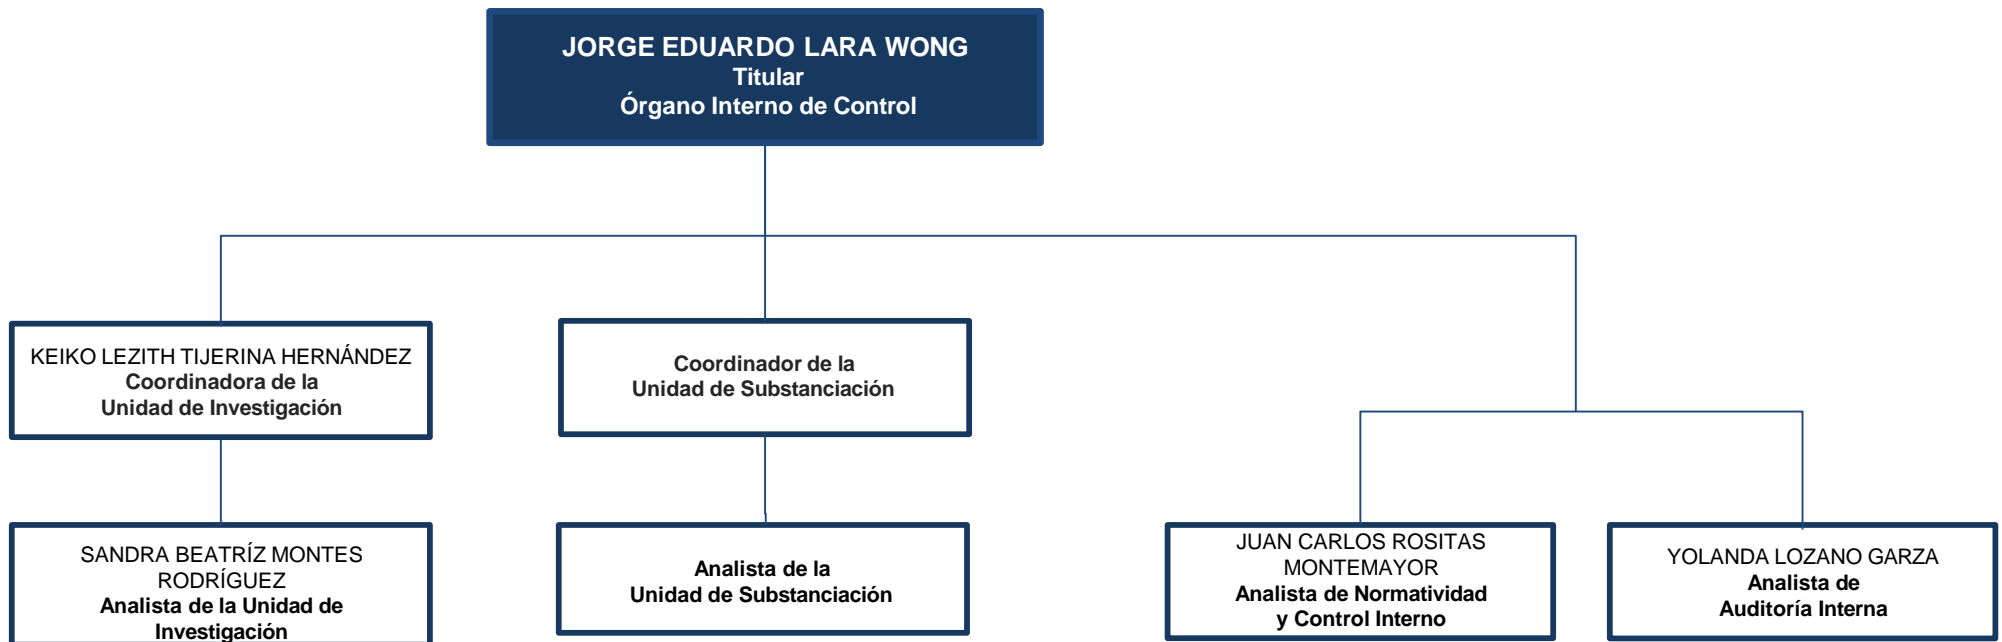 JORGE EDUARDO LARA WONG
Titular
Órgano Interno de Control
KEIKO LEZITH TIJERINA HERNÁNDEZ
Coordinadora de la
Unidad de Investigación
Coordinador de la
Unidad de Substanciación
SANDRA BEATRÍZ MONTES
RODRÍGUEZ
Analista de la Unidad de
Investigación
Analista de la
Unidad de Substanciación
JUAN CARLOS ROSITAS
MONTEMAYOR
Analista de Normatividad
y Control Interno
YOLANDA LOZANO GARZA
Analista de
Auditoría Interna